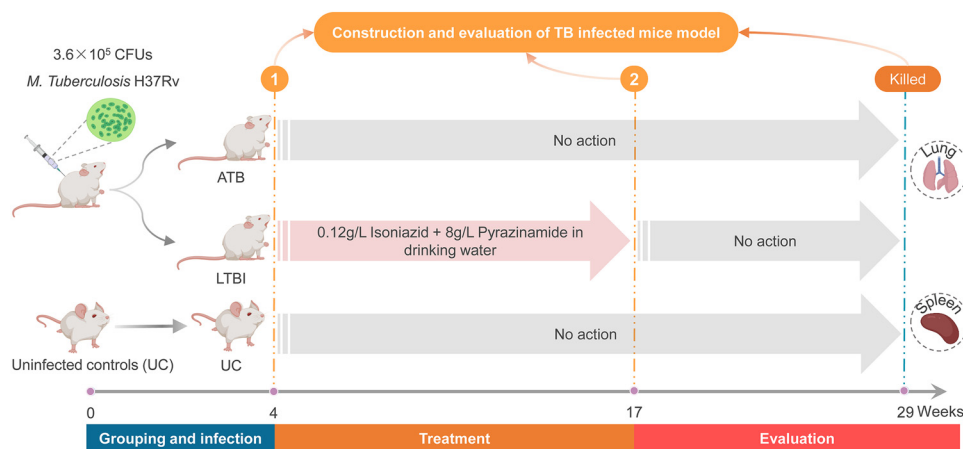 Construction and evaluation of TB infected mice model
3.6×10⁵ CFUs
M. Tuberculosis H37Rv
1
2
Killed
No action
ATB
Lung
0.12g/L Isoniazid + 8g/L Pyrazinamide in
drinking water
No action
LTBI
Spleen
No action
Uninfected controls (UC)
UC
0
4
17
29 Weeks
Grouping and infection
Treatment
Evaluation